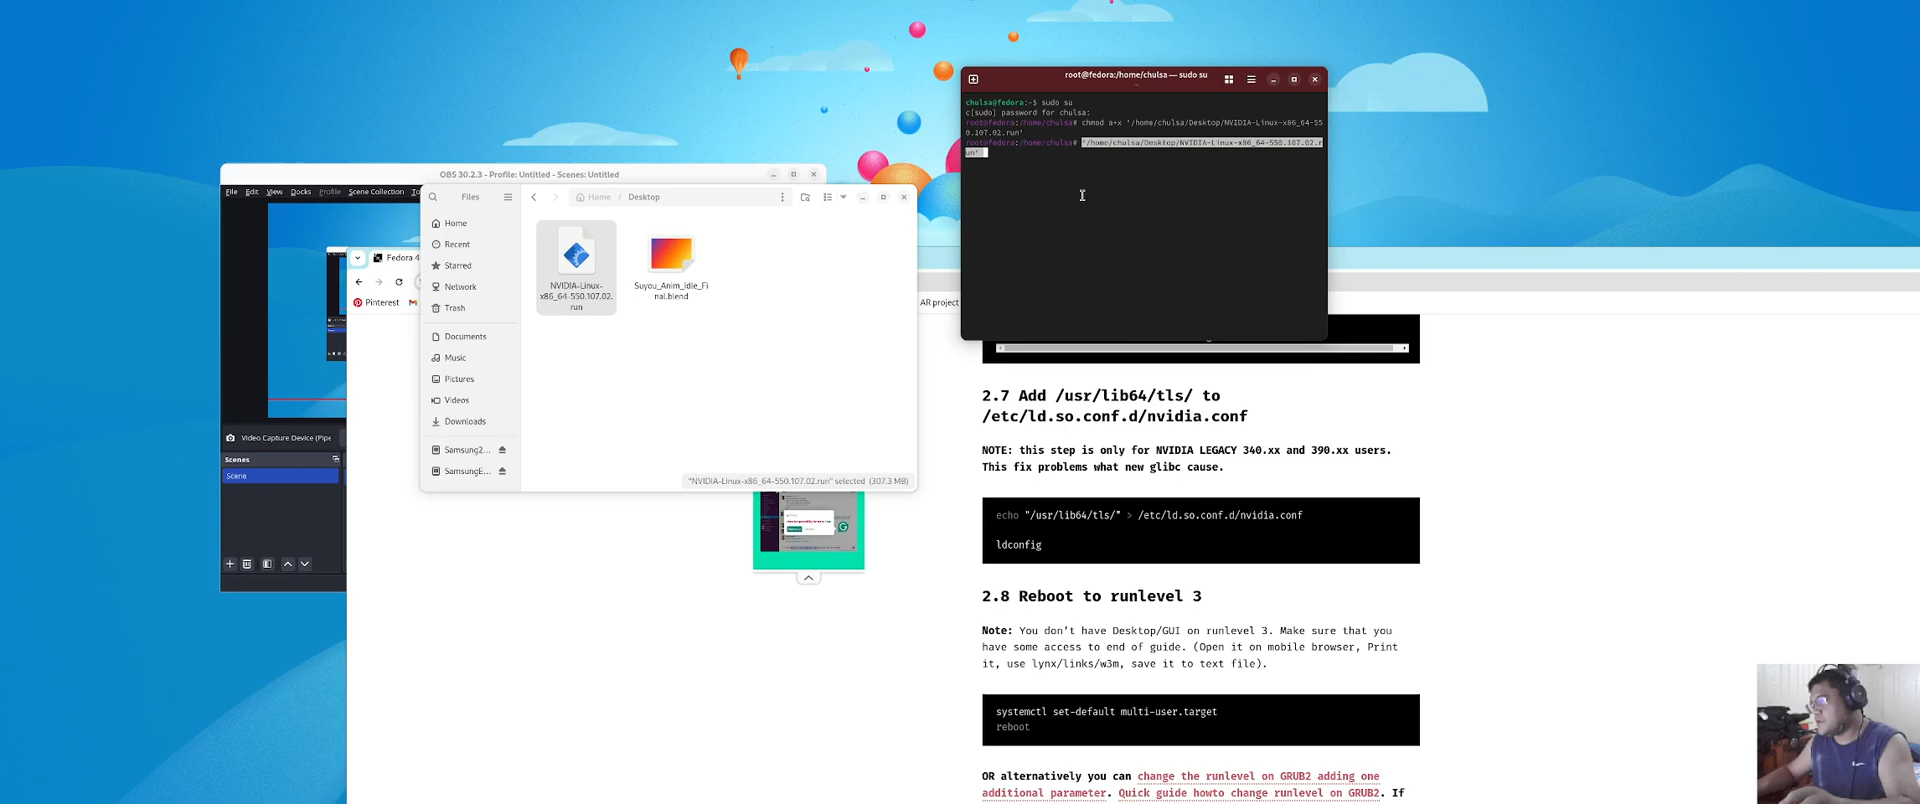 OBS 30.2.3 - Profile: Untitled - Scenes: Untitled
File Edit View Docks Profile Scene Collection
Video Capture Device (Pipe
Scenes
Scene
Files
Home
Recent
Starred
Network
Trash
Documents
Music
Pictures
Videos
Downloads
Samsung2...
SamsungE...
Home Desktop
NVIDIA-Linux-
x86_64-550.107.02.
run
Suyou_Anim_Idle_Fi
nal.blend
"NVIDIA-Linux-x86_64-550.107.02.run" selected (307.3 MB)
Fedora 4
Pinterest
AR project
root@fedora:/home/chulsa — sudo su
chulsa@fedora:~$ sudo su
c[sudo] password for chulsa:
root@fedora:/home/chulsa# chmod a+x '/home/chulsa/Desktop/NVIDIA-Linux-x86_64-55
0.107.02.run'
root@fedora:/home/chulsa# '/home/chulsa/Desktop/NVIDIA-Linux-x86_64-550.107.02.r
un'
2.7 Add /usr/lib64/tls/ to
/etc/ld.so.conf.d/nvidia.conf
NOTE: this step is only for NVIDIA LEGACY 340.xx and 390.xx users.
This fix problems what new glibc cause.
echo "/usr/lib64/tls/" > /etc/ld.so.conf.d/nvidia.conf
ldconfig
2.8 Reboot to runlevel 3
Note: You don't have Desktop/GUI on runlevel 3. Make sure that you
have some access to end of guide. (Open it on mobile browser, Print
it, use lynx/links/w3m, save it to text file).
systemctl set-default multi-user.target
reboot
OR alternatively you can change the runlevel on GRUB2 adding one
additional parameter. Quick guide howto change runlevel on GRUB2. If